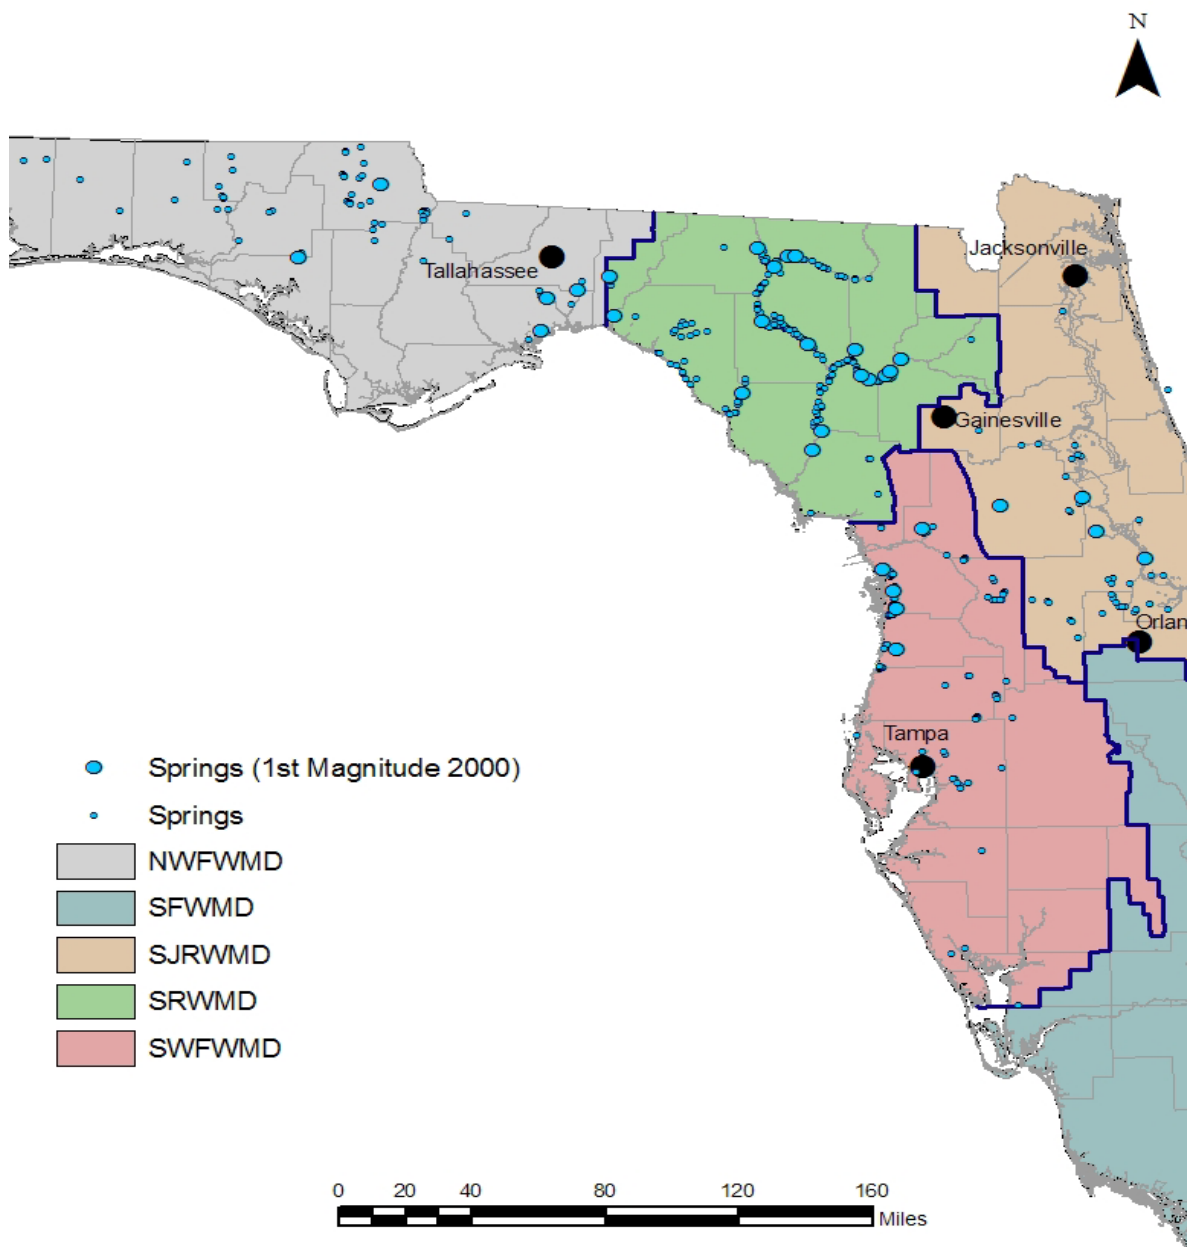 N
Jacksonville
Tallahassee
Gainesville
Orlan
Tampa
Springs (1st Magnitude 2000)
Springs
NWFWMD
SFWMD
SJRWMD
SRWMD
SWFWMD
0 20 40 80 120 160
Miles